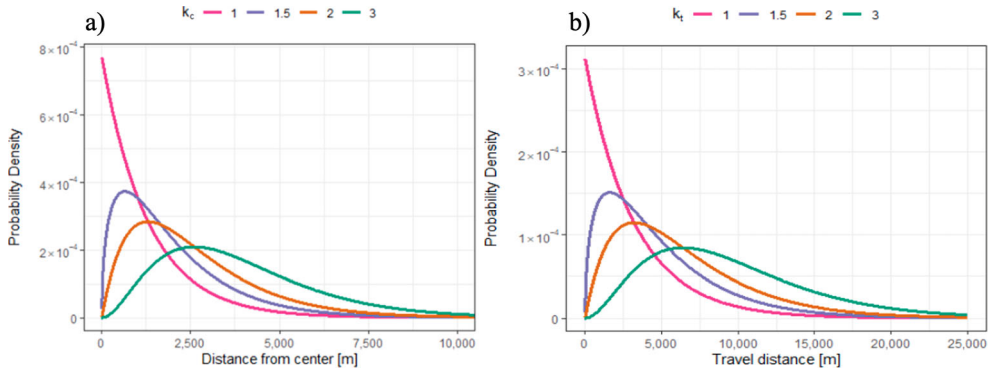 k_c 1 1.5 2 3
a)
8×10⁻⁴
6×10⁻⁴
4×10⁻⁴
2×10⁻⁴
0
Probability Density
0 2,500 5,000 7,500 10,000
Distance from center [m]
k_t 1 1.5 2 3
b)
3×10⁻⁴
2×10⁻⁴
1×10⁻⁴
0
Probability Density
0 5,000 10,000 15,000 20,000 25,000
Travel distance [m]